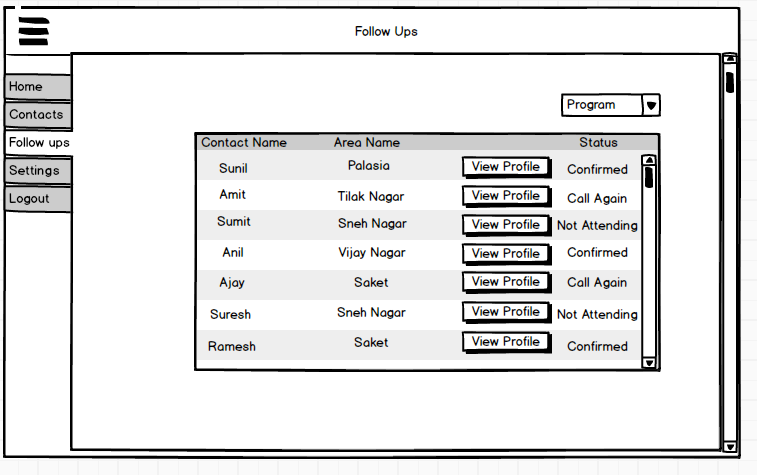 Follow Ups
Home
Contacts
Follow ups
Settings
Logout
Program
Contact Name Area Name Status
Sunil Palasia View Profile Confirmed
Amit Tilak Nagar View Profile Call Again
Sumit Sneh Nagar View Profile Not Attending
Anil Vijay Nagar View Profile Confirmed
Ajay Saket View Profile Call Again
Suresh Sneh Nagar View Profile Not Attending
Ramesh Saket View Profile Confirmed